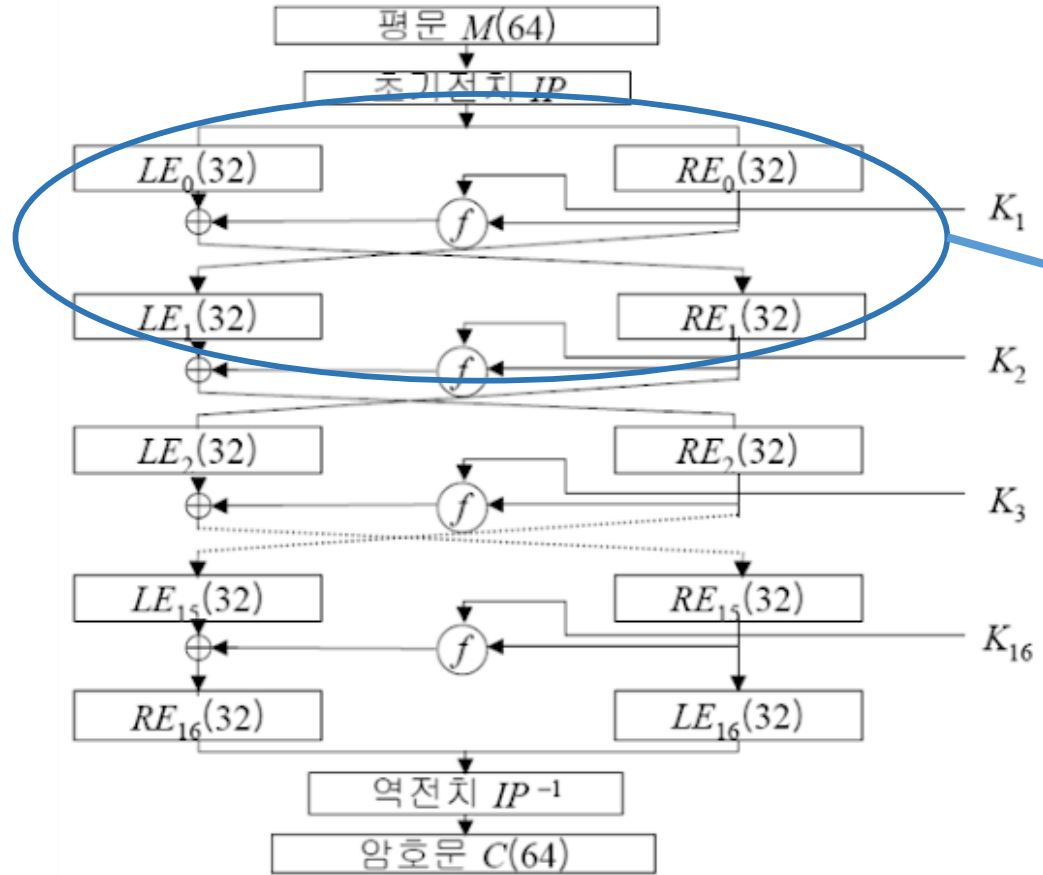 평문 M(64)
초기전치 IP
LE₀(32) RE₀(32)
f K₁
LE₁(32) RE₁(32)
f K₂
LE₂(32) RE₂(32)
f K₃
LE₁₅(32) RE₁₅(32)
f K₁₆
RE₁₆(32) LE₁₆(32)
역전치 IP⁻¹
암호문 C(64)